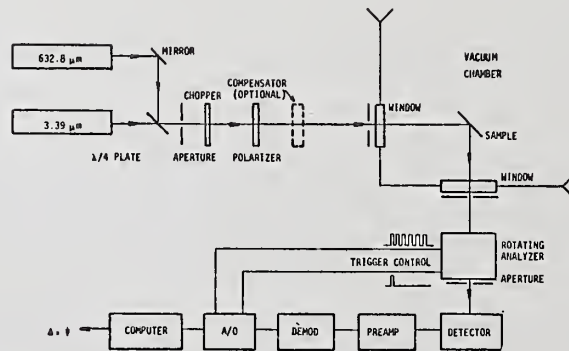 632.8 μm
MIRROR
VACUUM
CHAMBER
CHOPPER
COMPENSATOR
(OPTIONAL)
WINDOW
3.39 μm
SAMPLE
λ/4 PLATE
APERTURE
POLARIZER
WINDOW
ROTATING
ANALYZER
TRIGGER CONTROL
APERTURE
Δ, ψ
COMPUTER
A/D
DEMOD
PREAMP
DETECTOR